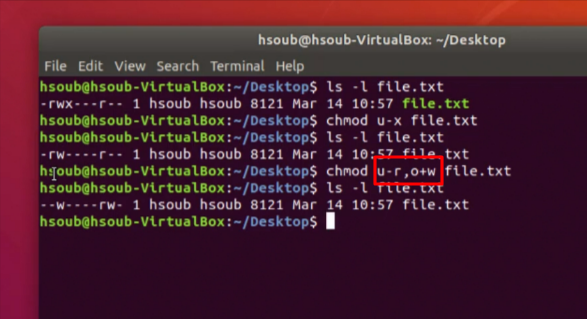 hsoub@hsoub-VirtualBox: ~/Desktop
File Edit View Search Terminal Help
hsoub@hsoub-VirtualBox:~/Desktop$ ls -l file.txt
-rwx---r-- 1 hsoub hsoub 8121 Mar 14 10:57 file.txt
hsoub@hsoub-VirtualBox:~/Desktop$ chmod u-x file.txt
hsoub@hsoub-VirtualBox:~/Desktop$ ls -l file.txt
-rw----r-- 1 hsoub hsoub 8121 Mar 14 10:57 file.txt
hsoub@hsoub-VirtualBox:~/Desktop$ chmod u-r,o+w file.txt
hsoub@hsoub-VirtualBox:~/Desktop$ ls -l file.txt
--w----rw- 1 hsoub hsoub 8121 Mar 14 10:57 file.txt
hsoub@hsoub-VirtualBox:~/Desktop$